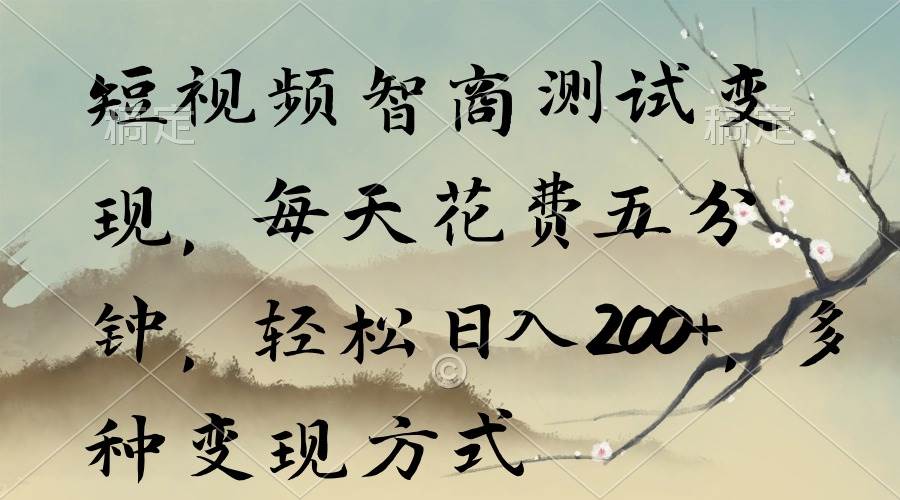 短视频智商测试变
现，每天花费五分
钟，轻松日入200+，多
种变现方式
稿定 稿定
©